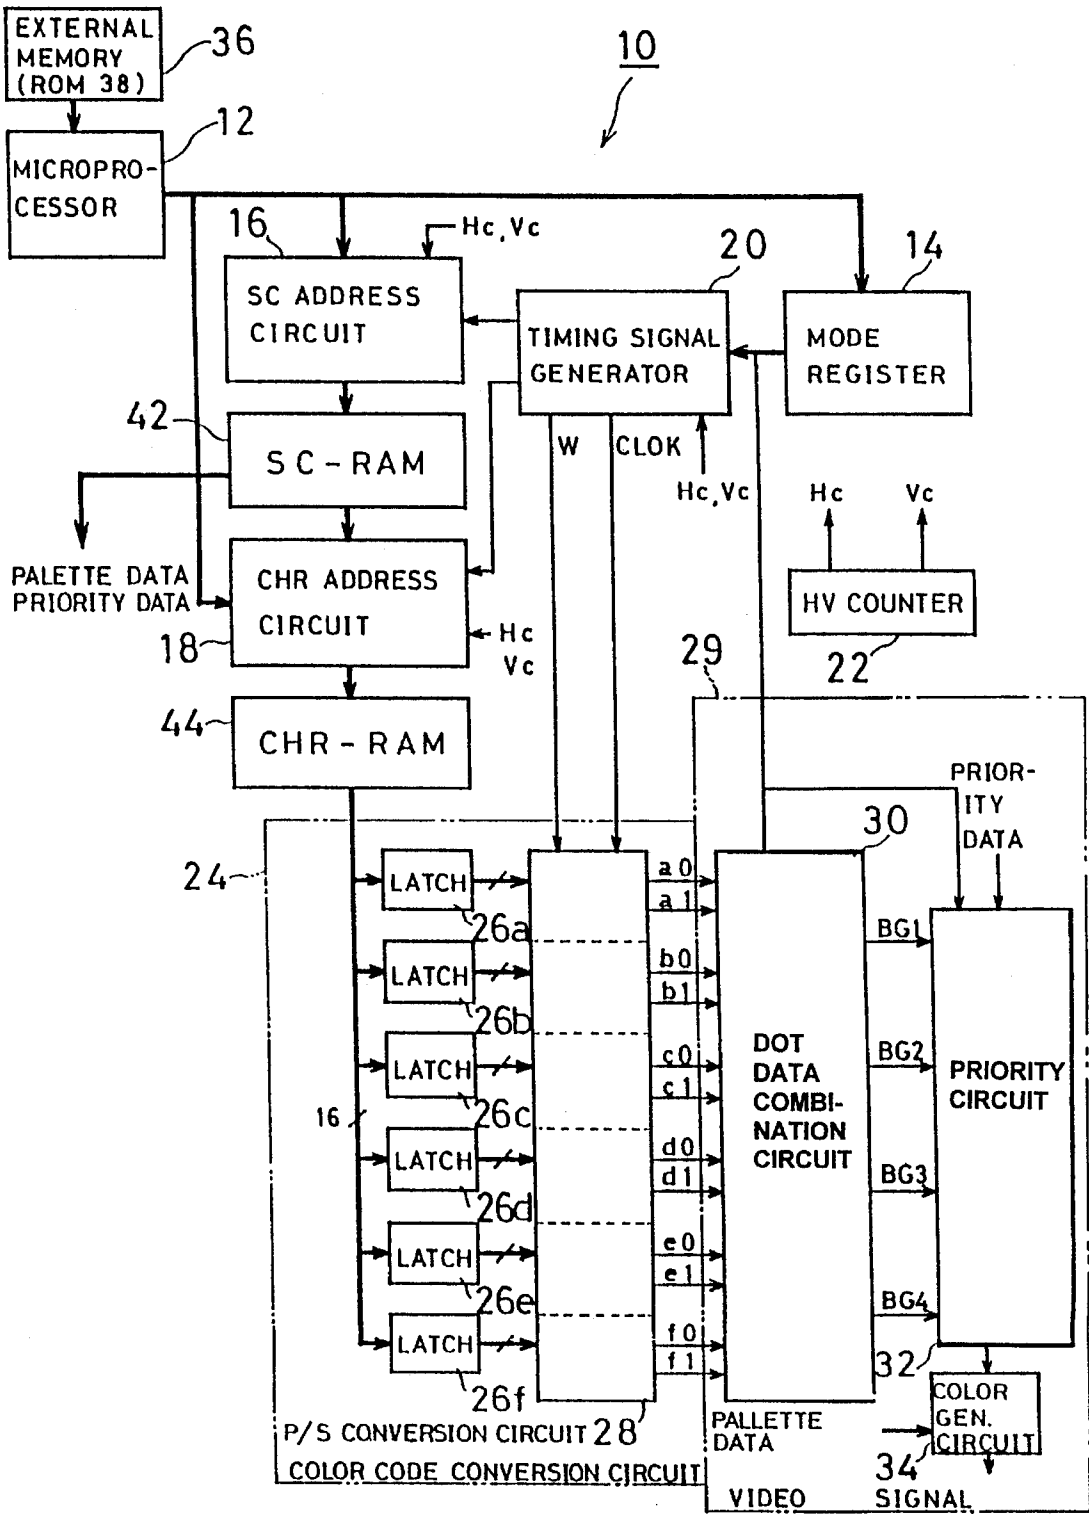 EXTERNAL
MEMORY
(ROM 38)
36
10
12
MICROPRO-
CESSOR
16
Hc, Vc
20
14
SC ADDRESS
CIRCUIT
TIMING SIGNAL
GENERATOR
MODE
REGISTER
42
SC-RAM
W
CLOK
Hc, Vc
Hc
Vc
PALETTE DATA
PRIORITY DATA
CHR ADDRESS
CIRCUIT
18
Hc
Vc
HV COUNTER
22
29
44
CHR-RAM
PRIOR-
ITY
DATA
24
30
LATCH
26a
LATCH
26b
LATCH
26c
16
LATCH
26d
LATCH
26e
LATCH
26f
a0
a1
b0
b1
c0
c1
d0
d1
e0
e1
f0
f1
DOT
DATA
COMBI-
NATION
CIRCUIT
BG1
BG2
BG3
BG4
PRIORITY
CIRCUIT
32
P/S CONVERSION CIRCUIT 28
COLOR CODE CONVERSION CIRCUIT
PALLETTE
DATA
COLOR
GEN.
CIRCUIT
34
VIDEO SIGNAL